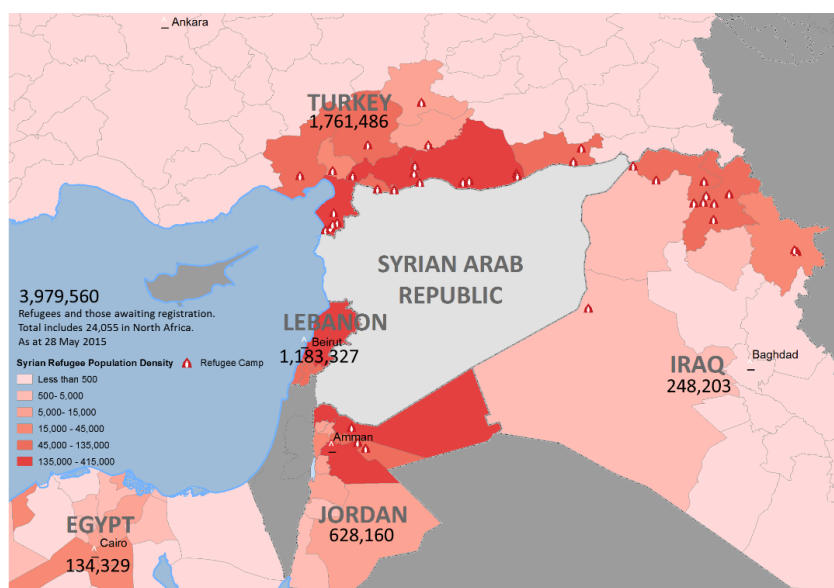 Ankara
TURKEY
1,761,486
SYRIAN ARAB
REPUBLIC
3,979,560
Refugees and those awaiting registration.
Total includes 24,055 in North Africa.
As at 28 May 2015
LEBANON
Beirut
1,183,327
Syrian Refugee Population Density
Refugee Camp
Less than 500
500- 5,000
5,000- 15,000
15,000 - 45,000
45,000 - 135,000
135,000 - 415,000
IRAQ
248,203
Baghdad
Amman
JORDAN
628,160
EGYPT
Cairo
134,329